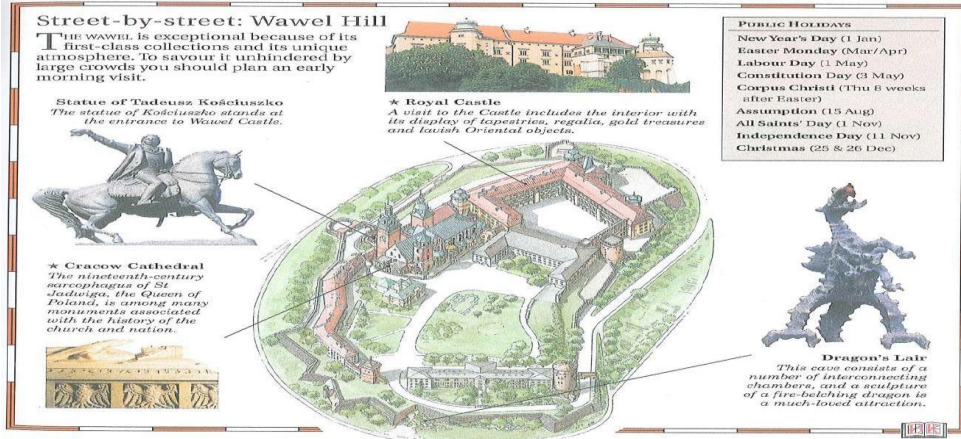 Street-by-street: Wawel Hill
THE WAWEL is exceptional because of its
first-class collections and its unique
atmosphere. To savour it unhindered by
large crowds you should plan an early
morning visit.
Statue of Tadeusz Kościuszko
The statue of Kościuszko stands at
the entrance to Wawel Castle.
★ Royal Castle
A visit to the Castle includes the interior with
its display of tapestries, regalia, gold treasures
and lavish Oriental objects.
PUBLIC HOLIDAYS
New Year's Day (1 Jan)
Easter Monday (Mar/Apr)
Labour Day (1 May)
Constitution Day (3 May)
Corpus Christi (Thu 8 weeks
after Easter)
Assumption (15 Aug)
All Saints' Day (1 Nov)
Independence Day (11 Nov)
Christmas (25 & 26 Dec)
★ Cracow Cathedral
The nineteenth-century
sarcophagus of St
Jadwiga, the Queen of
Poland, is among many
monuments associated
with the history of the
church and nation.
Dragon's Lair
This cave consists of a
number of interconnecting
chambers, and a sculpture
of a fire-belching dragon is
a much-loved attraction.